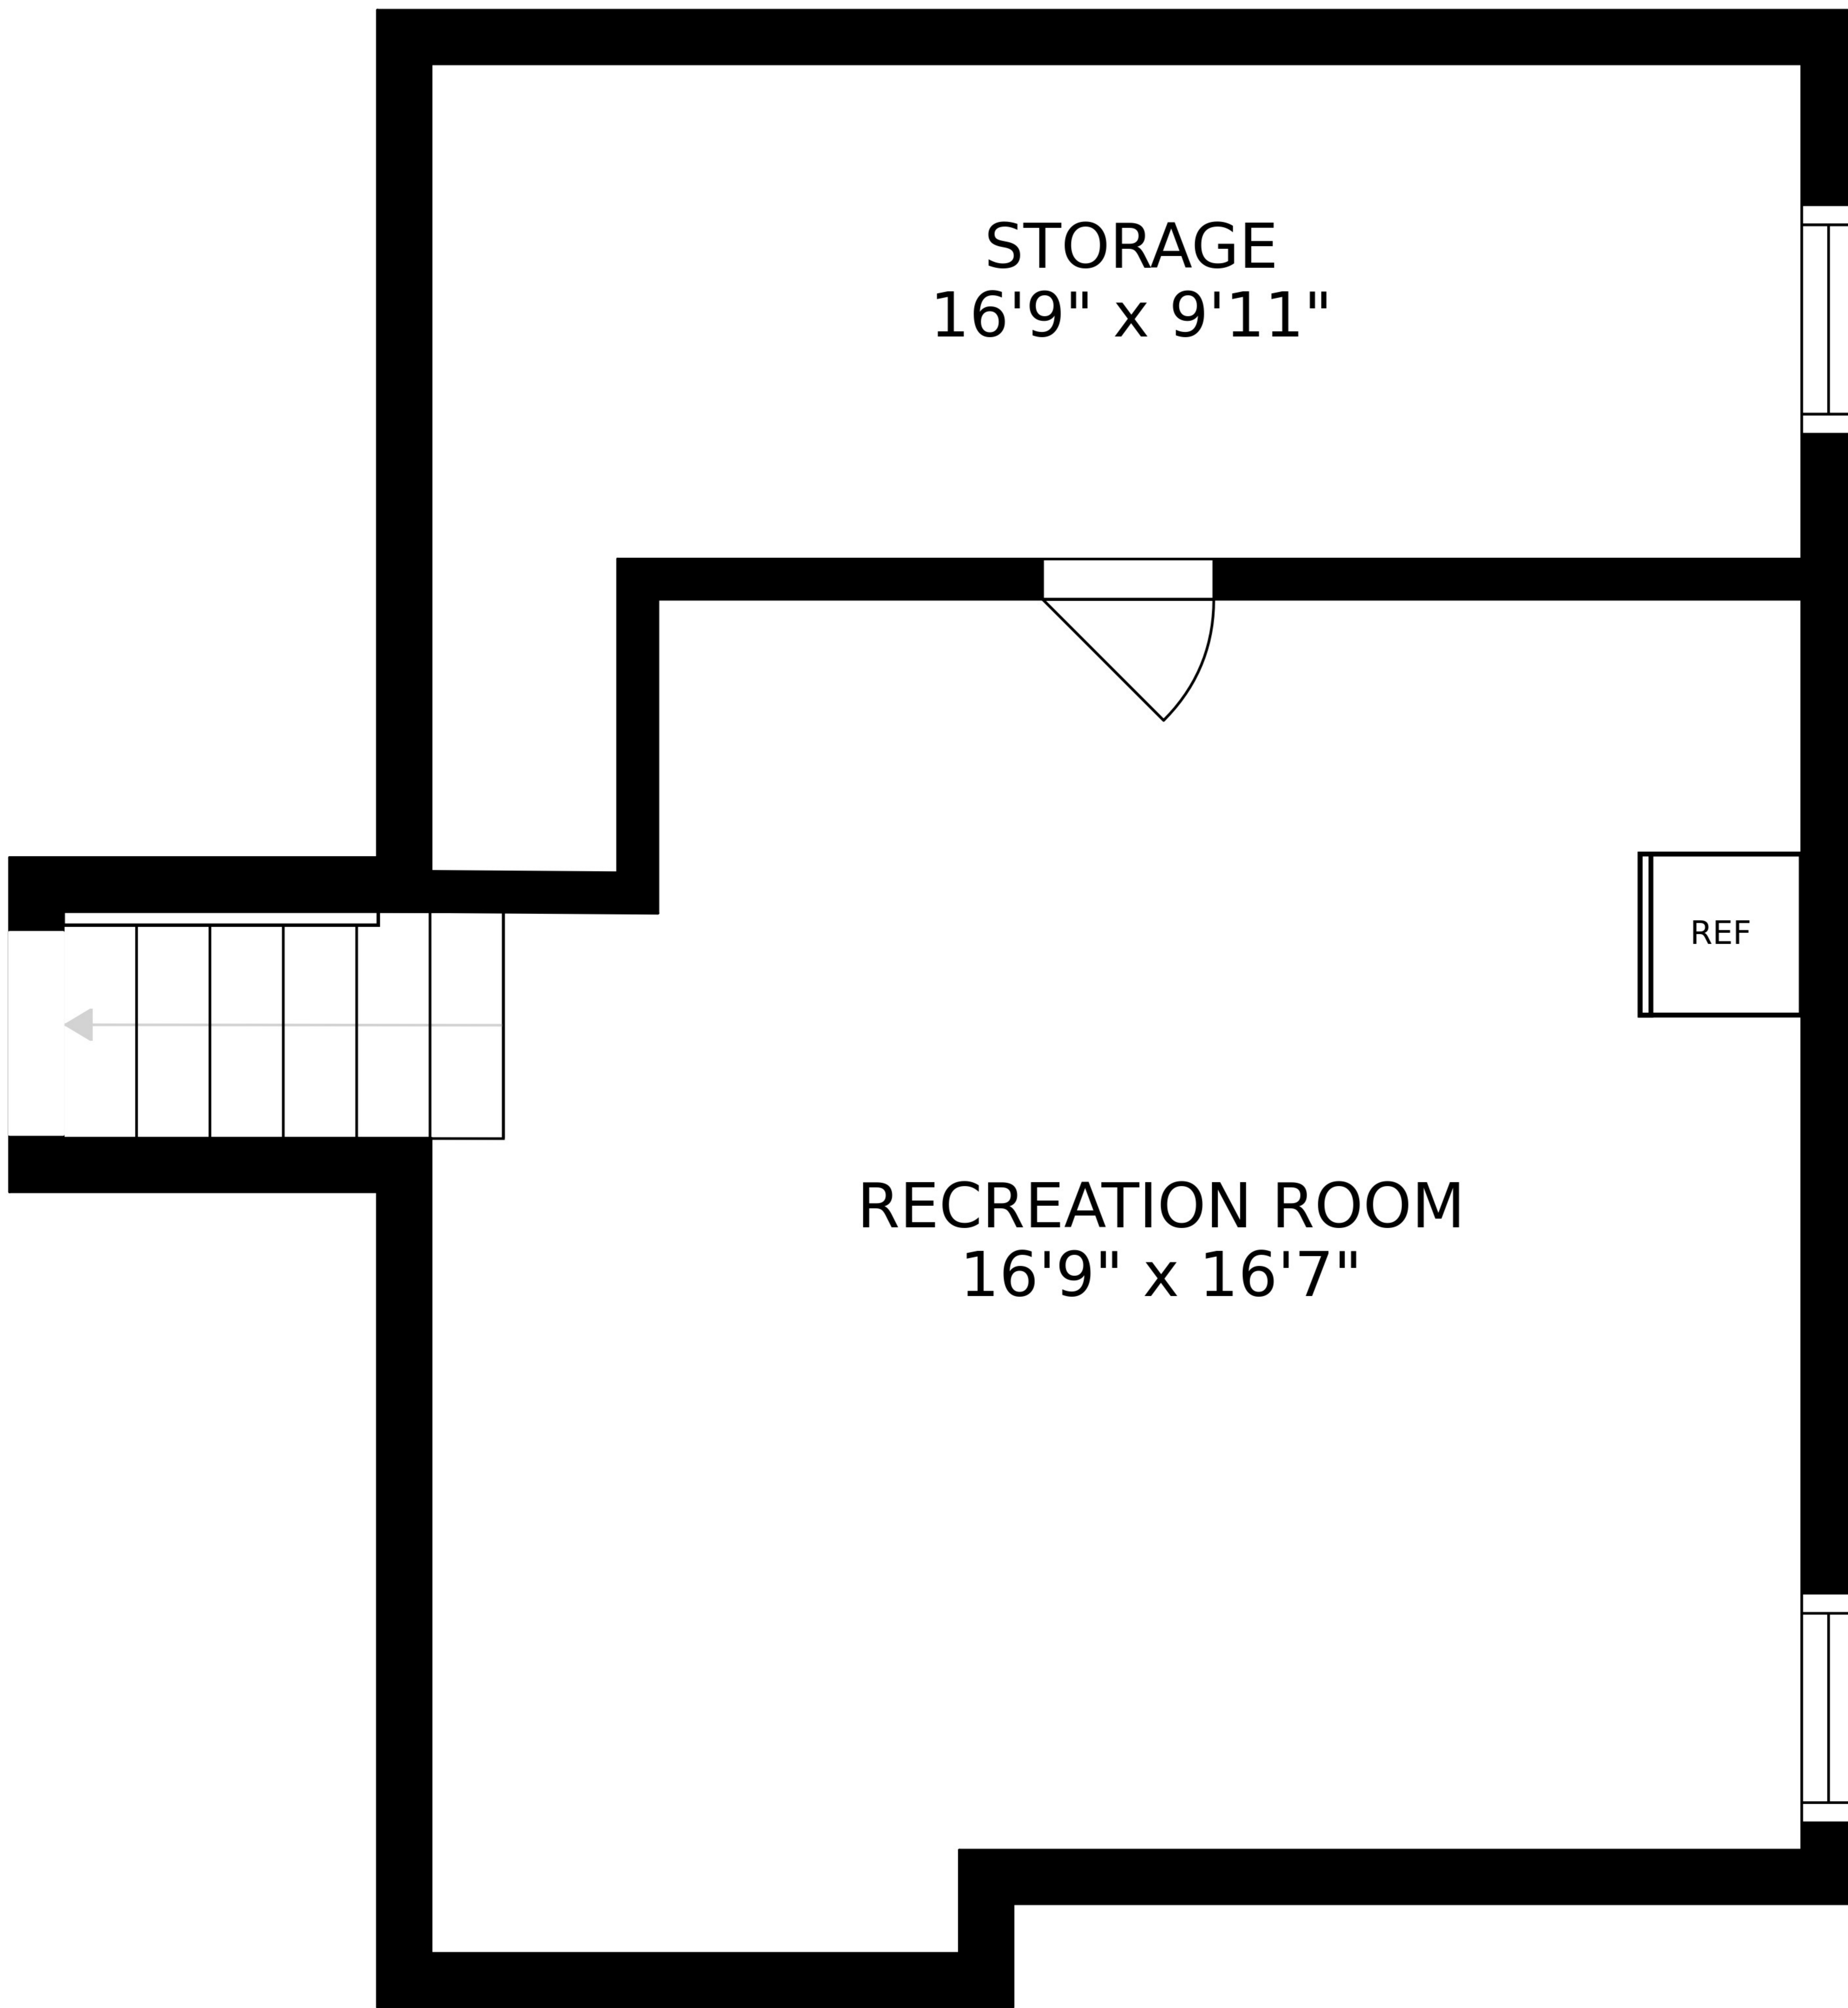 STORAGE
16'9" x 9'11"
REF
RECREATION ROOM
16'9" x 16'7"